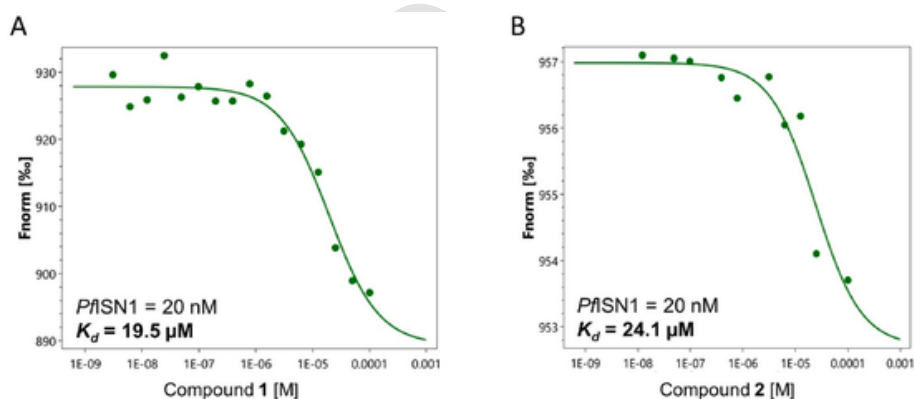 A
B
930
920
910
900
890
Fnorm [‰]
PfISN1 = 20 nM
Kd = 19.5 µM
1E-09 1E-08 1E-07 1E-06 1E-05 0.0001 0.001
Compound 1 [M]
957
956
955
954
953
Fnorm [‰]
PfISN1 = 20 nM
Kd = 24.1 µM
1E-09 1E-08 1E-07 1E-06 1E-05 0.0001 0.001
Compound 2 [M]